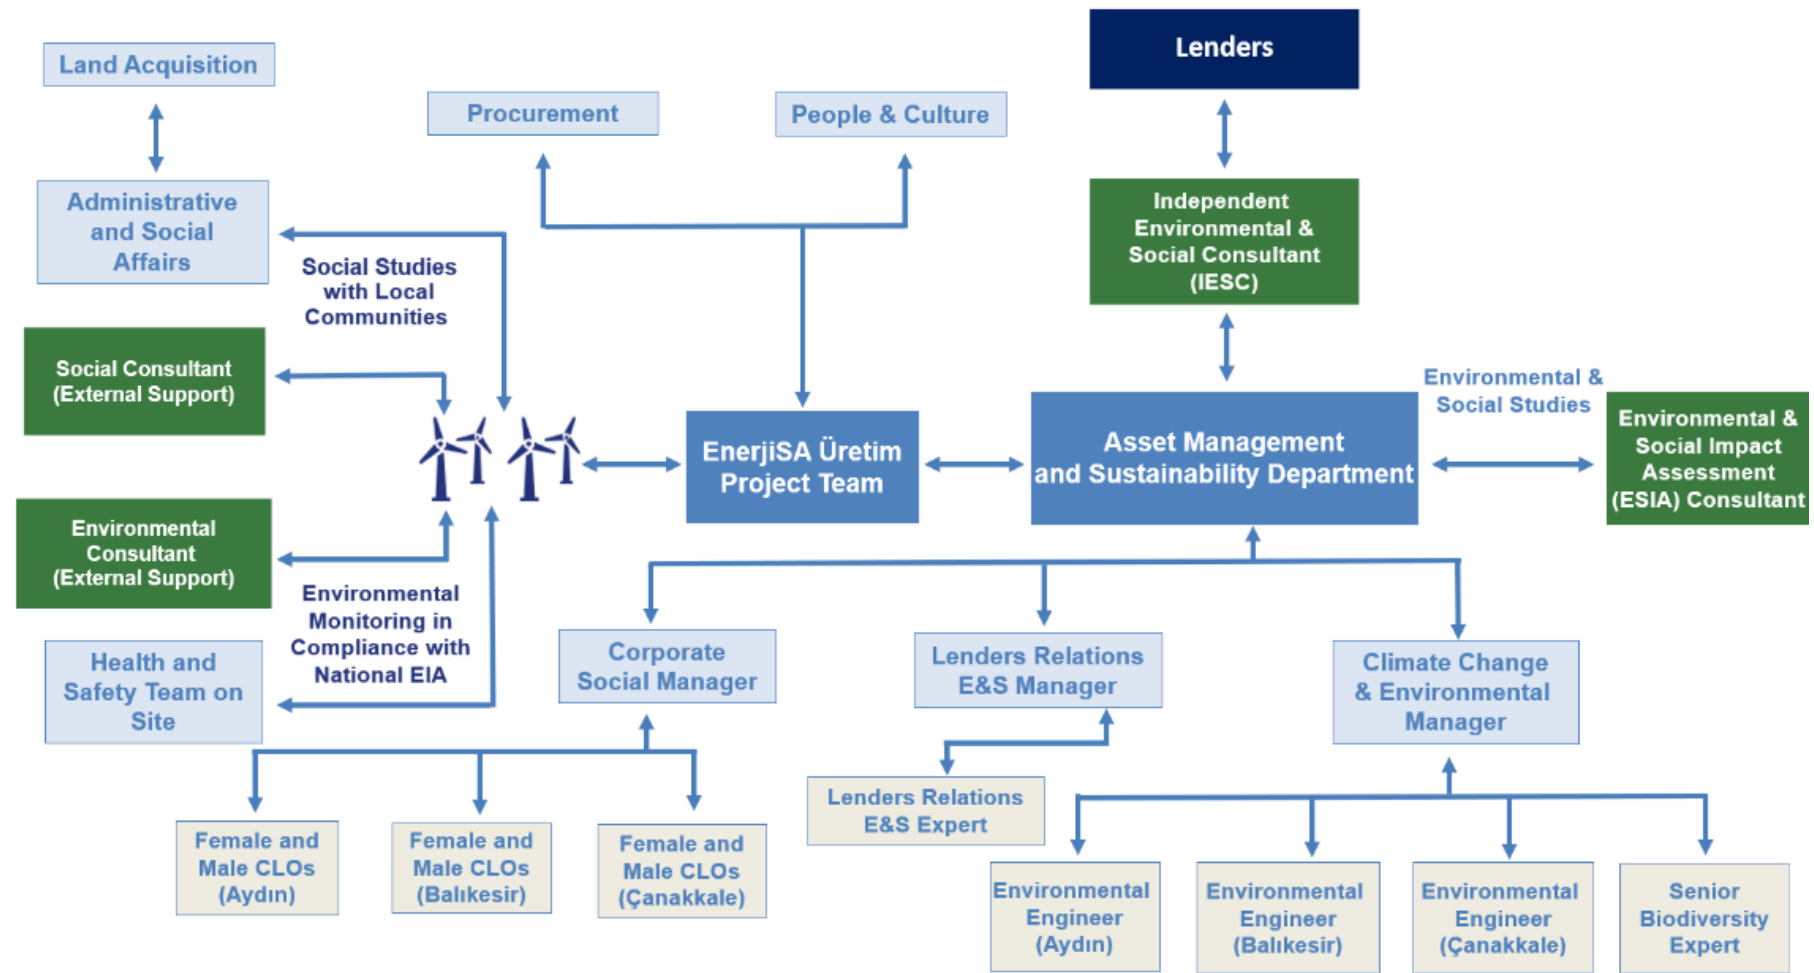 Lenders
Land Acquisition
Procurement
People & Culture
Administrative
and Social
Affairs
Independent
Environmental &
Social Consultant
(IESC)
Social Studies
with Local
Communities
Social Consultant
(External Support)
Environmental &
Social Studies
EnerjiSA Üretim
Project Team
Asset Management
and Sustainability Department
Environmental &
Social Impact
Assessment
(ESIA) Consultant
Environmental
Consultant
(External Support)
Environmental
Monitoring in
Compliance with
National EIA
Health and
Safety Team on
Site
Corporate
Social Manager
Lenders Relations
E&S Manager
Climate Change
& Environmental
Manager
Lenders Relations
E&S Expert
Female and
Male CLOs
(Aydın)
Female and
Male CLOs
(Balıkesir)
Female and
Male CLOs
(Çanakkale)
Environmental
Engineer
(Aydın)
Environmental
Engineer
(Balıkesir)
Environmental
Engineer
(Çanakkale)
Senior
Biodiversity
Expert